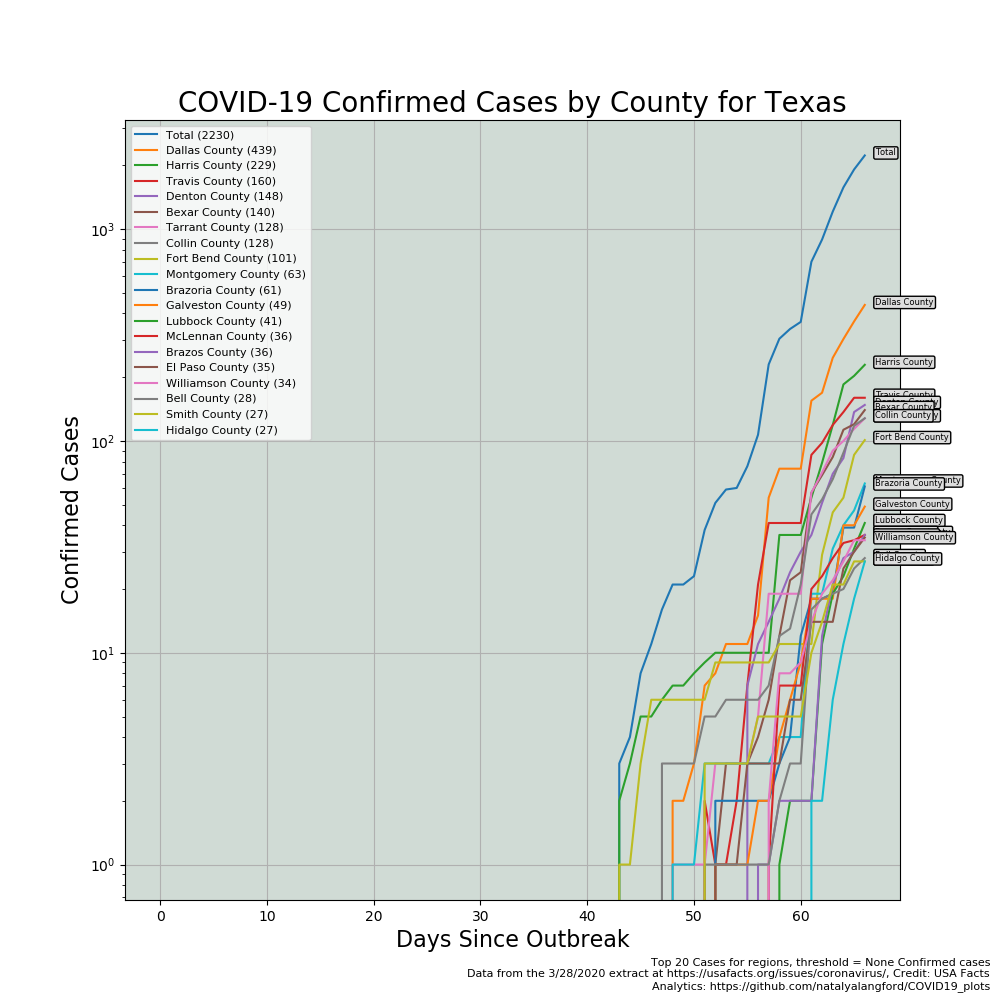 COVID-19 Confirmed Cases by County for Texas
Total (2230)
Dallas County (439)
Harris County (229)
Travis County (160)
Denton County (148)
Bexar County (140)
Tarrant County (128)
Collin County (128)
Fort Bend County (101)
Montgomery County (63)
Brazoria County (61)
Galveston County (49)
Lubbock County (41)
McLennan County (36)
Brazos County (36)
El Paso County (35)
Williamson County (34)
Bell County (28)
Smith County (27)
Hidalgo County (27)
Total
Dallas County
Harris County
Travis County
Bexar County
Collin County
Fort Bend County
Brazoria County
Galveston County
Lubbock County
Williamson County
Hidalgo County
10³
10²
10¹
10⁰
Confirmed Cases
0 10 20 30 40 50 60
Days Since Outbreak
Top 20 Cases for regions, threshold = None Confirmed cases
Data from the 3/28/2020 extract at https://usafacts.org/issues/coronavirus/, Credit: USA Facts
Analytics: https://github.com/natalyalangford/COVID19_plots